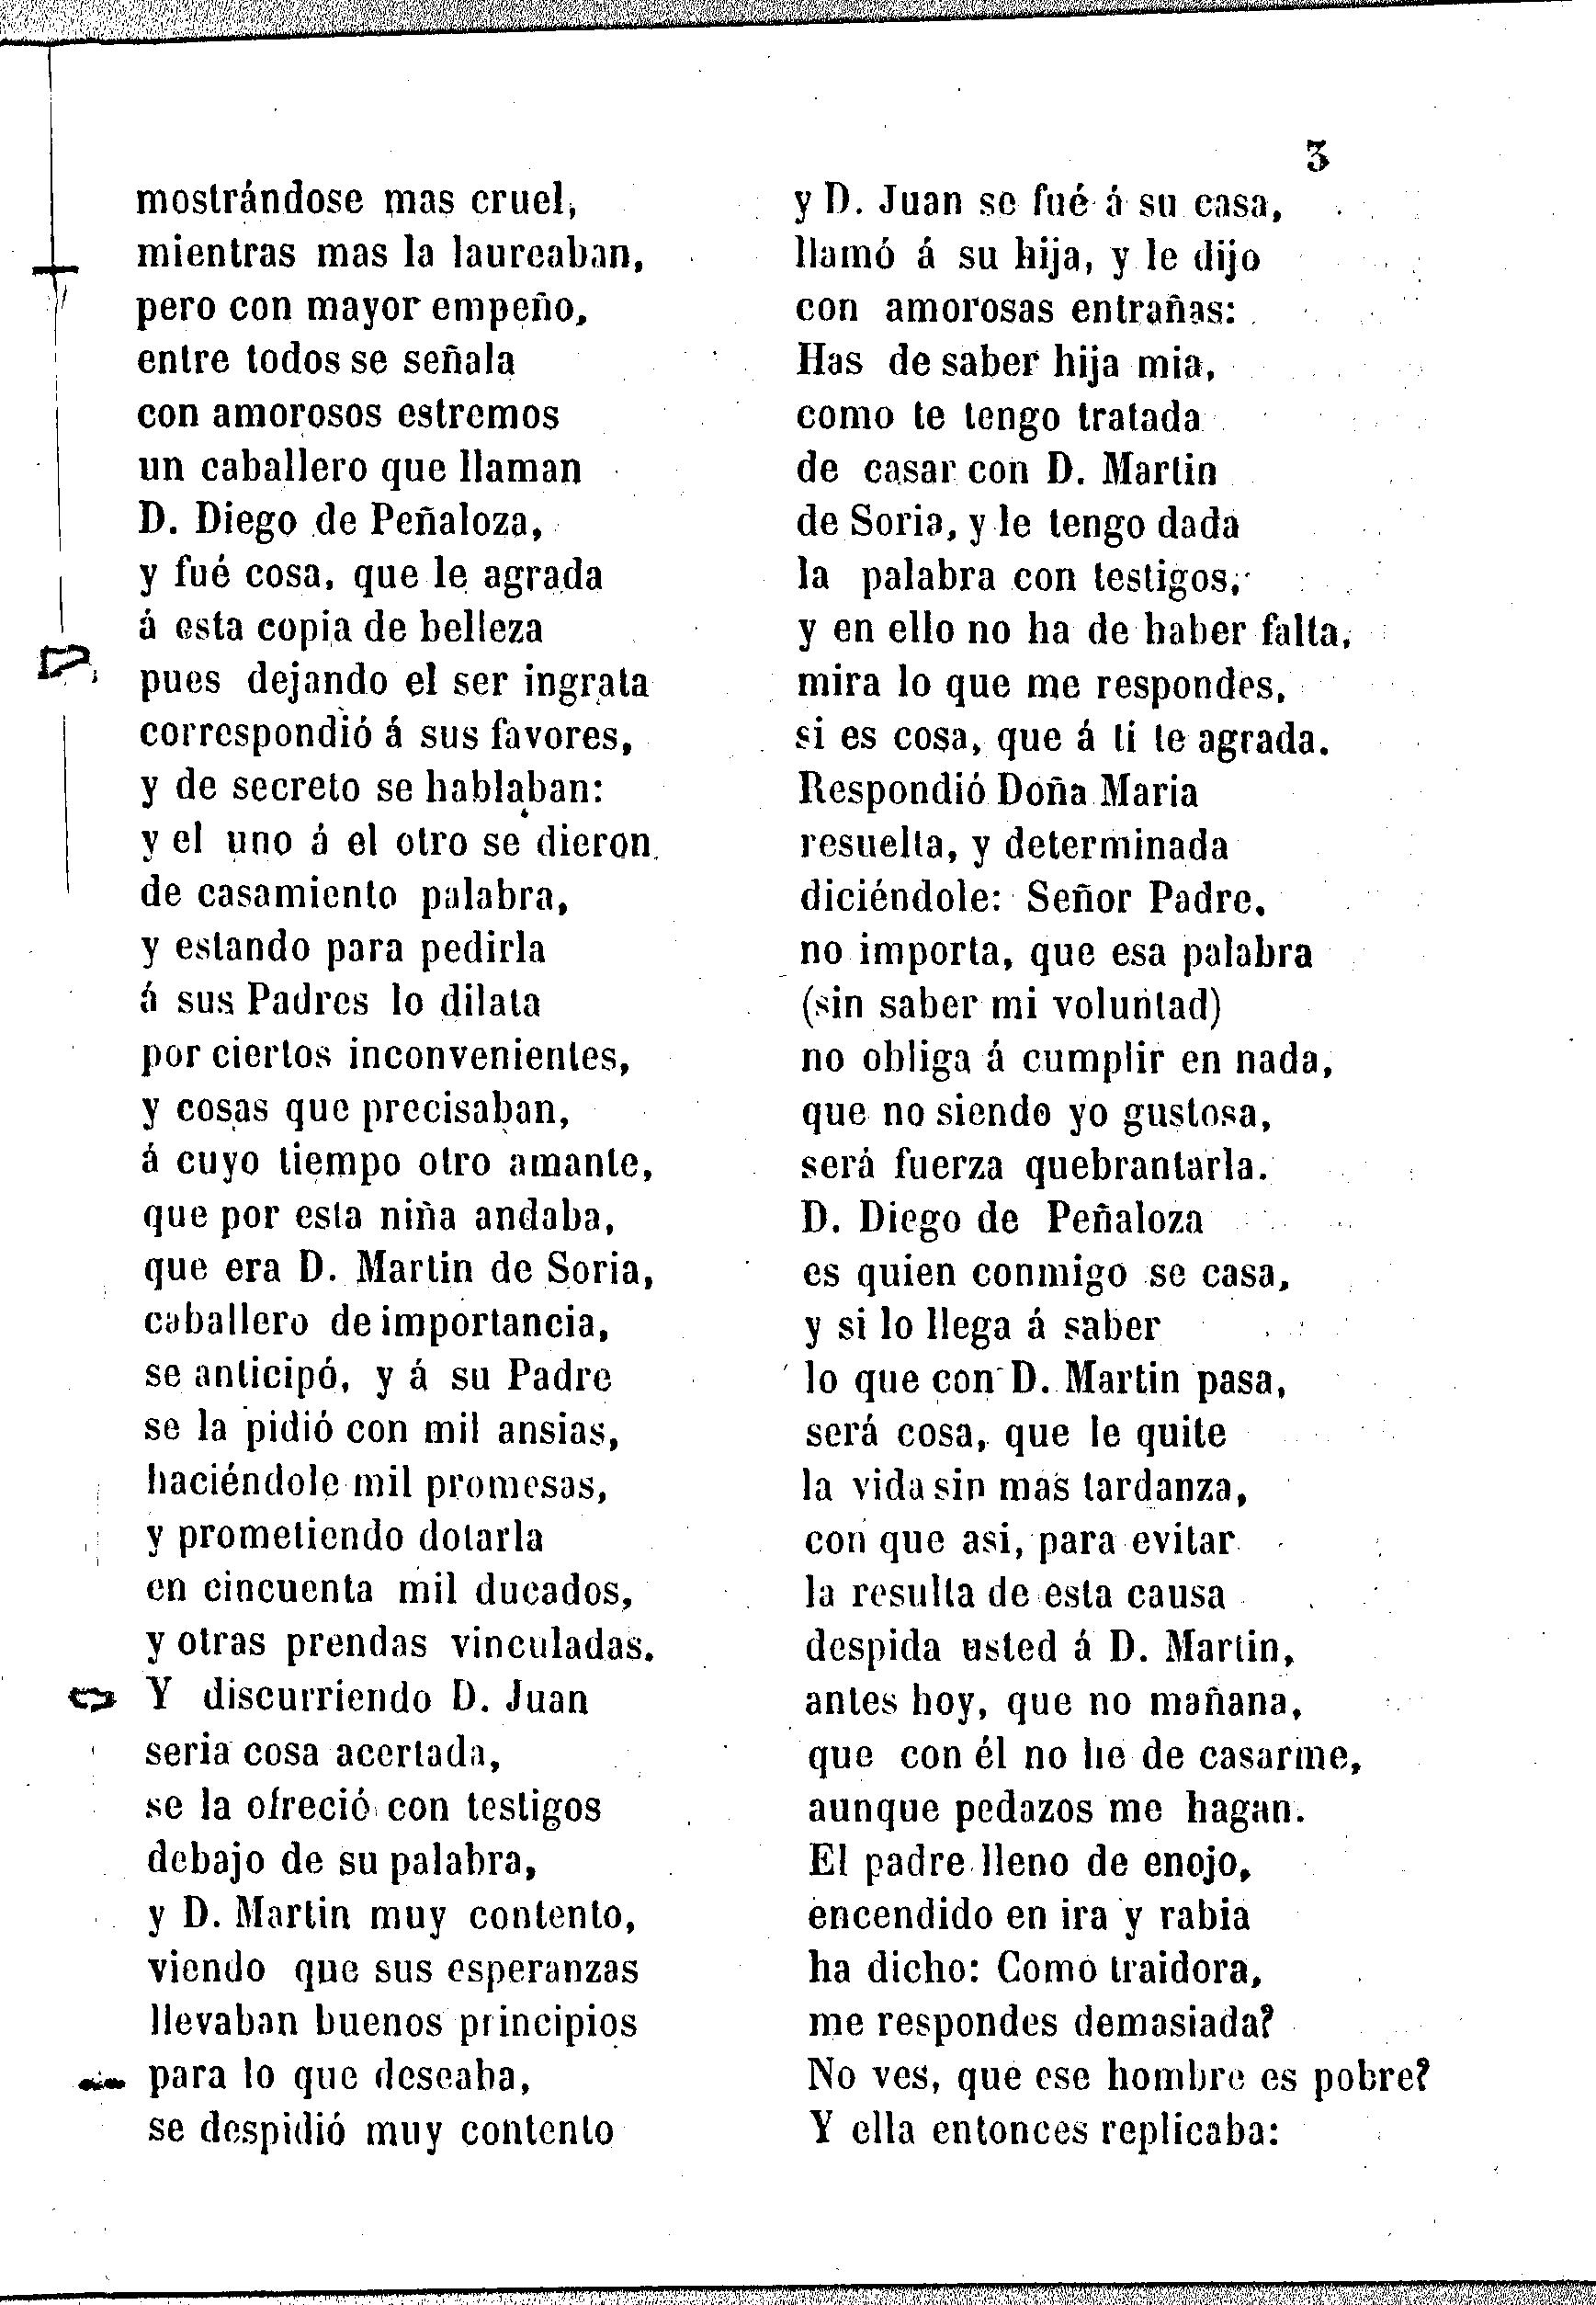 3
mostrándose mas cruel,
mientras mas la laureaban,
pero con mayor empeño,
entre todos se señala
con amorosos estremos
un caballero que llaman
D. Diego de Peñaloza,
y fué cosa, que le agrada
á esta copia de belleza
pues dejando el ser ingrata
correspondió á sus favores,
y de secreto se hablaban:
y el uno á el otro se dieron
de casamiento palabra,
y estando para pedirla
á sus Padres lo dilata
por ciertos inconvenientes,
y cosas que precisaban,
á cuyo tiempo otro amante,
que por esta niña andaba,
que era D. Martin de Soria,
caballero de importancia,
se anticipó, y á su Padre
se la pidió con mil ansias,
haciéndole mil promesas,
y prometiendo dotarla
en cincuenta mil ducados,
y otras prendas vinculadas.
Y discurriendo D. Juan
seria cosa acertada,
se la ofreció con testigos
debajo de su palabra,
y D. Martin muy contento,
viendo que sus esperanzas
llevaban buenos principios
para lo que deseaba,
se despidió muy contento
y D. Juan se fué á su casa,
llamó á su hija, y le dijo
con amorosas entrañas:
Has de saber hija mia,
como te tengo tratada
de casar con D. Martin
de Soria, y le tengo dada
la palabra con testigos,
y en ello no ha de haber falta,
mira lo que me respondes,
si es cosa, que á ti te agrada.
Respondió Doña Maria
resuelta, y determinada
diciéndole: Señor Padre,
no importa, que esa palabra
(sin saber mi voluntad)
no obliga á cumplir en nada,
que no siendo yo gustosa,
será fuerza quebrantarla.
D. Diego de Peñaloza
es quien conmigo se casa,
y si lo llega á saber
lo que con D. Martin pasa,
será cosa, que le quite
la vida sin mas tardanza,
con que asi, para evitar
la resulta de esta causa
despida usted á D. Martin,
antes hoy, que no mañana,
que con él no he de casarme,
aunque pedazos me hagan.
El padre lleno de enojo,
encendido en ira y rabia
ha dicho: Como traidora,
me respondes demasiada?
No ves, que ese hombre es pobre?
Y ella entonces replicaba: